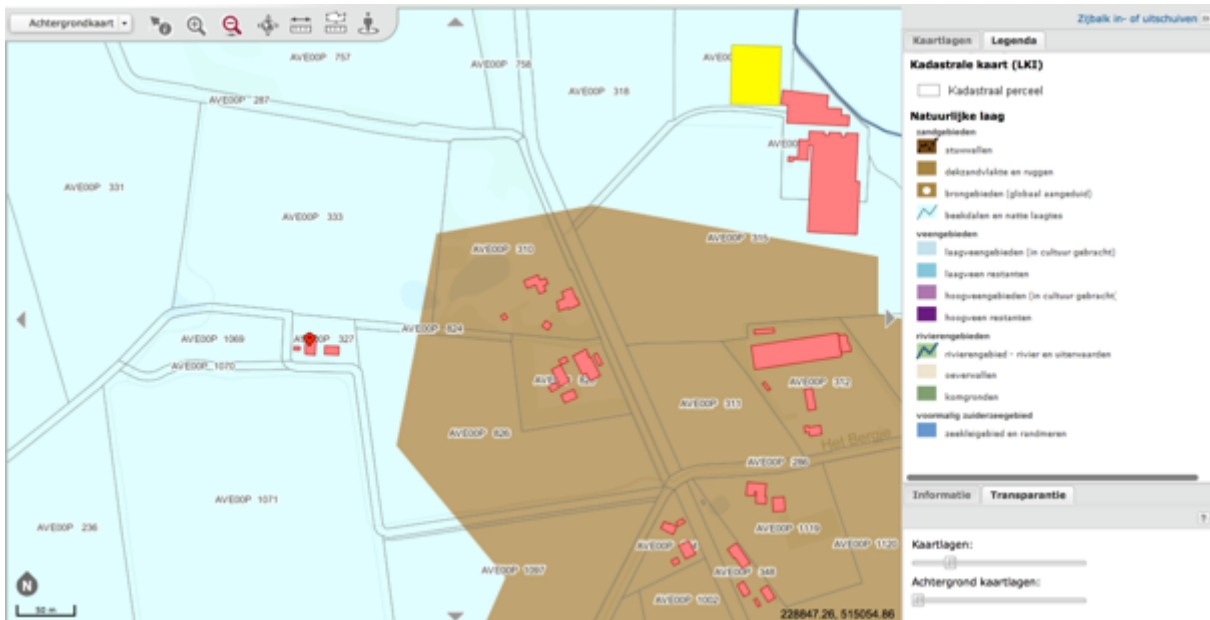 Achtergrondkaart
Zijbalk in- of uitschuiven
Kaartlagen
Legenda
Kadastrale kaart (LKI)
Kadastraal perceel
Natuurlijke laag
zandgebieden
stuwwallen
dekzandvlakte en ruggen
brongebieden (globaal aangeduid)
beekdalen en natte laagtes
veengebieden
laagveengebieden (in cultuur gebracht)
laagveen restanten
hoogveengebieden (in cultuur gebracht)
hoogveen restanten
rivierengebieden
rivierengebied - rivier en uiterwaarden
oeverwallen
komgronden
voormalig zuiderzeegebied
zeekleigebied en randmeren
Informatie
Transparantie
?
Kaartlagen:
Achtergrond kaartlagen:
AVE00P 757
AVE00P 758
AVE00
AVE00P 287
AVE00P 318
AVE00
AVE00P 331
AVE00P 333
AVE00P 310
AVE00P 315
AVE00P 1069
AVE00P 327
AVE00P 824
AVE00P 1070
AVE00P 312
AVE00P 311
AVE00P 826
Het Bergje
AVE00P 286
AVE00P 1071
AVE00P 236
AVE00P 1119
AVE00P 1120
AVE00P 1097
AVE00P 348
AVE00P 1002
N
50 m
228847.26, 515054.86